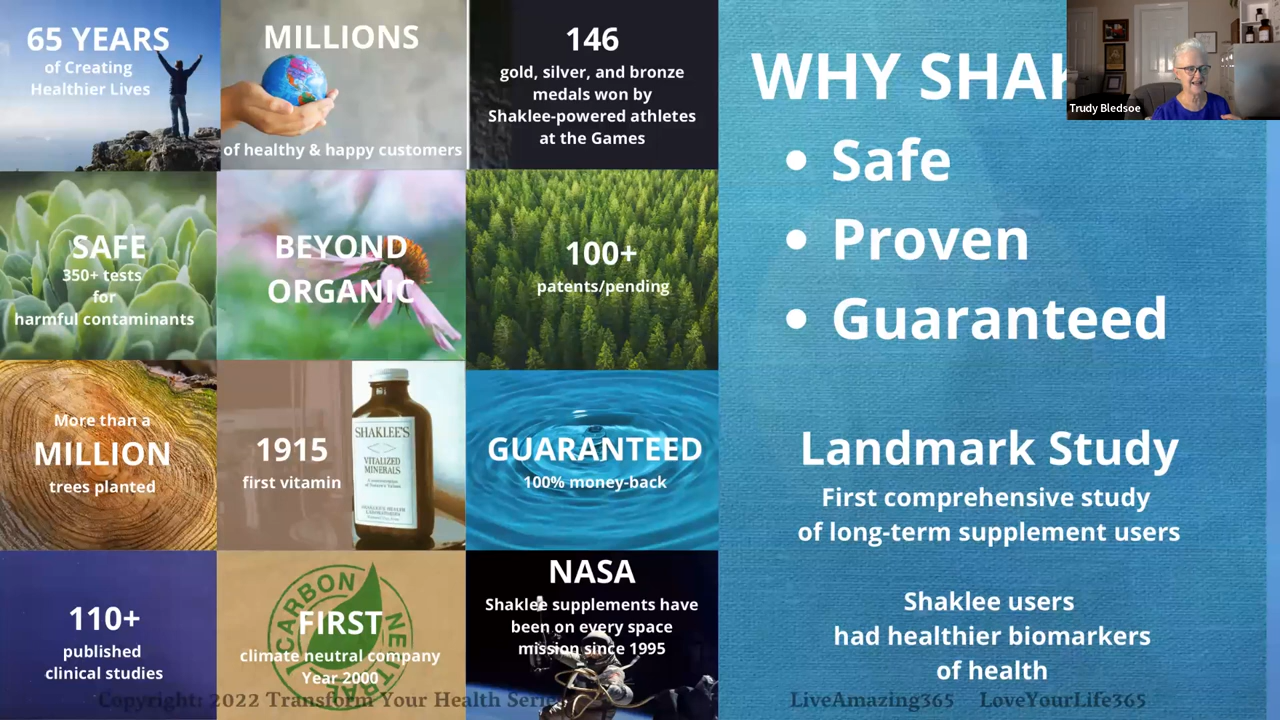 65 YEARS
of Creating
Healthier Lives
MILLIONS
of healthy & happy customers
146
gold, silver, and bronze
medals won by
Shaklee-powered athletes
at the Games
SAFE
350+ tests
for
harmful contaminants
BEYOND
ORGANIC
100+
patents/pending
More than a
MILLION
trees planted
1915
first vitamin
SHAKLEE'S
VITALIZED
MINERALS
GUARANTEED
100% money-back
110+
published
clinical studies
CARBON
NEUTRAL
FIRST
climate neutral company
Year 2000
NASA
Shaklee supplements have
been on every space
mission since 1995
WHY SHAK
Trudy Bledsoe
• Safe
• Proven
• Guaranteed
Landmark Study
First comprehensive study
of long-term supplement users
Shaklee users
had healthier biomarkers
of health
Copyright: 2022 Transform Your Health Series
LiveAmazing365 LoveYourLife365